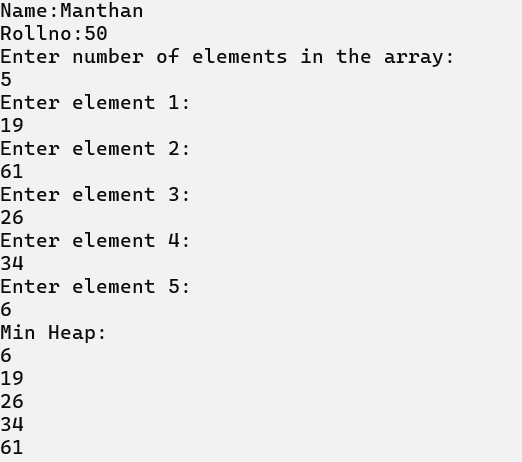 Name:Manthan
Rollno:50
Enter number of elements in the array:
5
Enter element 1:
19
Enter element 2:
61
Enter element 3:
26
Enter element 4:
34
Enter element 5:
6
Min Heap:
6
19
26
34
61